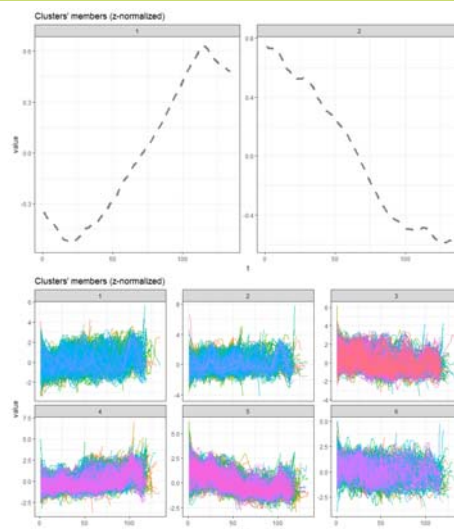 Clusters' members (z-normalized)
1 2
0.6 0.8
0.3 0.4
value
0.0 0.0
-0.3 -0.4
0 50 100 0 50 100
t
Clusters' members (z-normalized)
1 2 3
4 5 6
value
0 50 100 0 50 100 0 50 100